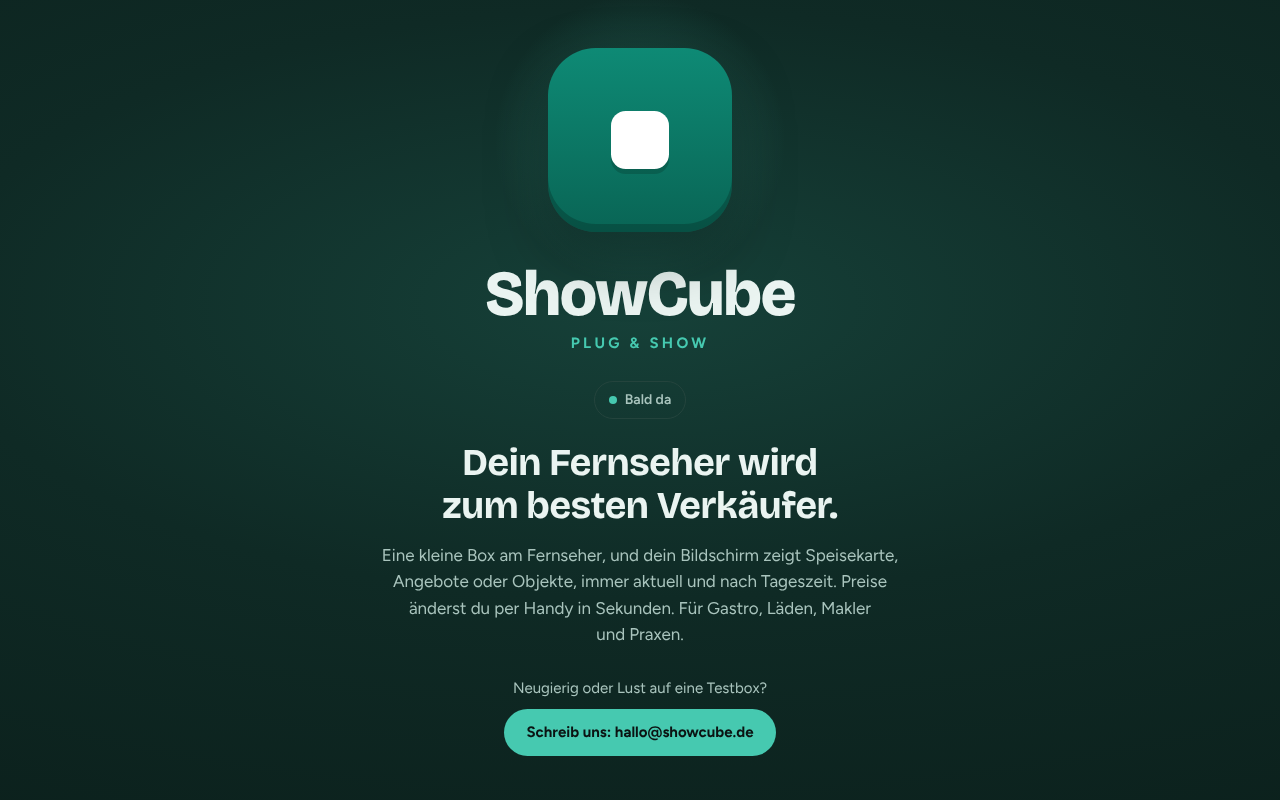 ShowCube
PLUG & SHOW
Bald da
Dein Fernseher wird
zum besten Verkäufer.
Eine kleine Box am Fernseher, und dein Bildschirm zeigt Speisekarte,
Angebote oder Objekte, immer aktuell und nach Tageszeit. Preise
änderst du per Handy in Sekunden. Für Gastro, Läden, Makler
und Praxen.
Neugierig oder Lust auf eine Testbox?
Schreib uns: hallo@showcube.de